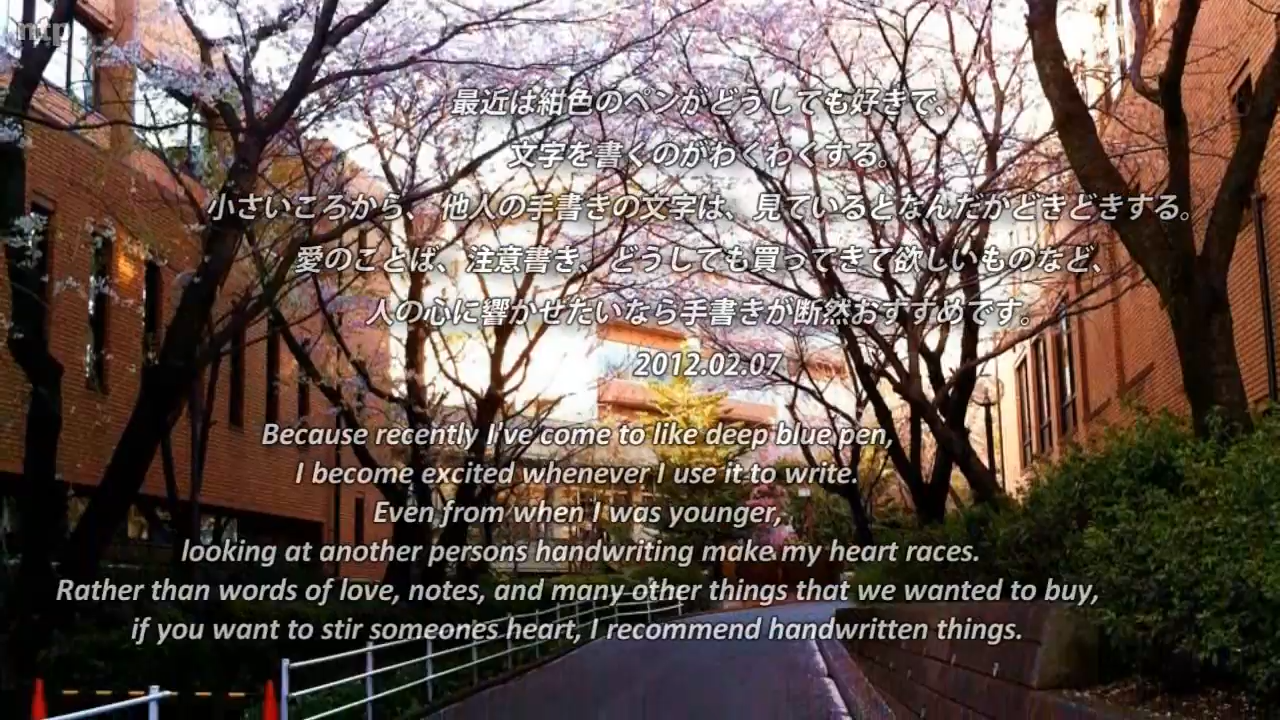 mtp
最近は紺色のペンがどうしても好きで、
文字を書くのがわくわくする。
小さいころから、 他人の手書きの文字は、見ているとなんだかどきどきする。
愛のことば、注意書き、どうしても買ってきて欲しいものなど、
人の心に響かせたいなら手書きが断然おすすめです。
2012.02.07
Because recently I've come to like deep blue pen,
I become excited whenever I use it to write.
Even from when I was younger,
looking at another persons handwriting make my heart races.
Rather than words of love, notes, and many other things that we wanted to buy,
if you want to stir someones heart, I recommend handwritten things.